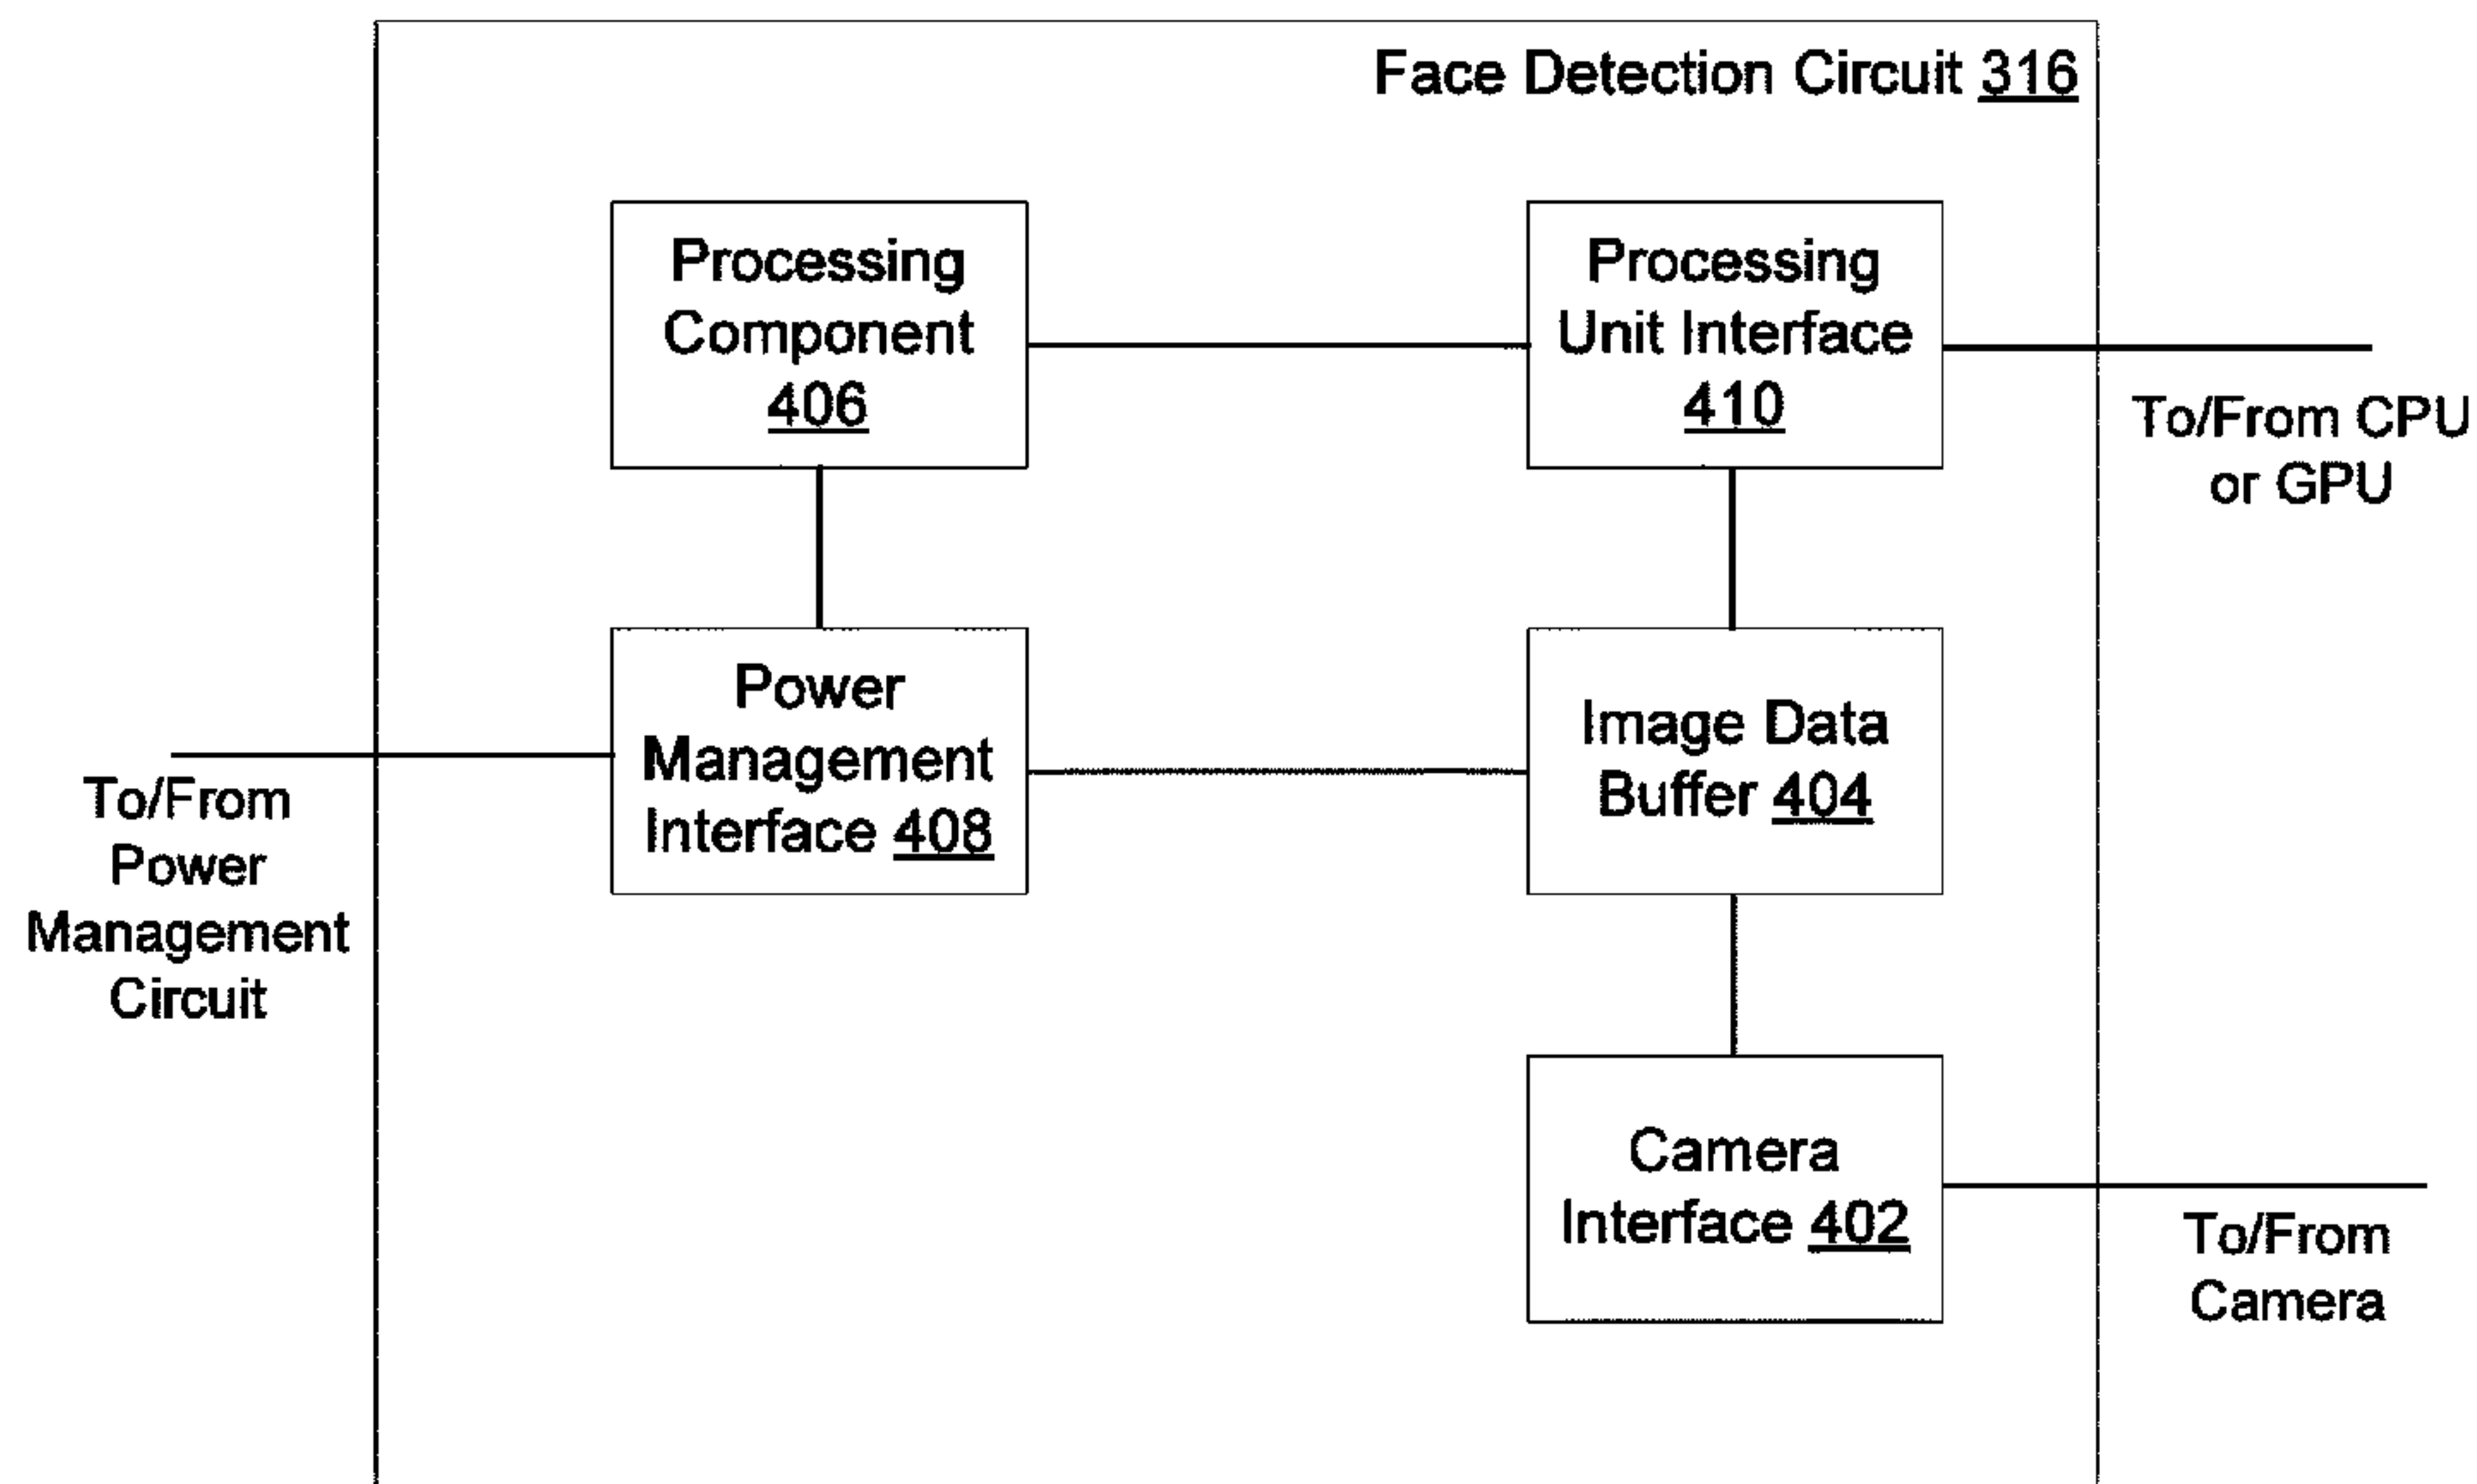 Face Detection Circuit 316
Processing
Component
406
Processing
Unit Interface
410
To/From CPU
or GPU
Power
Management
Interface 408
Image Data
Buffer 404
To/From
Power
Management
Circuit
Camera
Interface 402
To/From
Camera